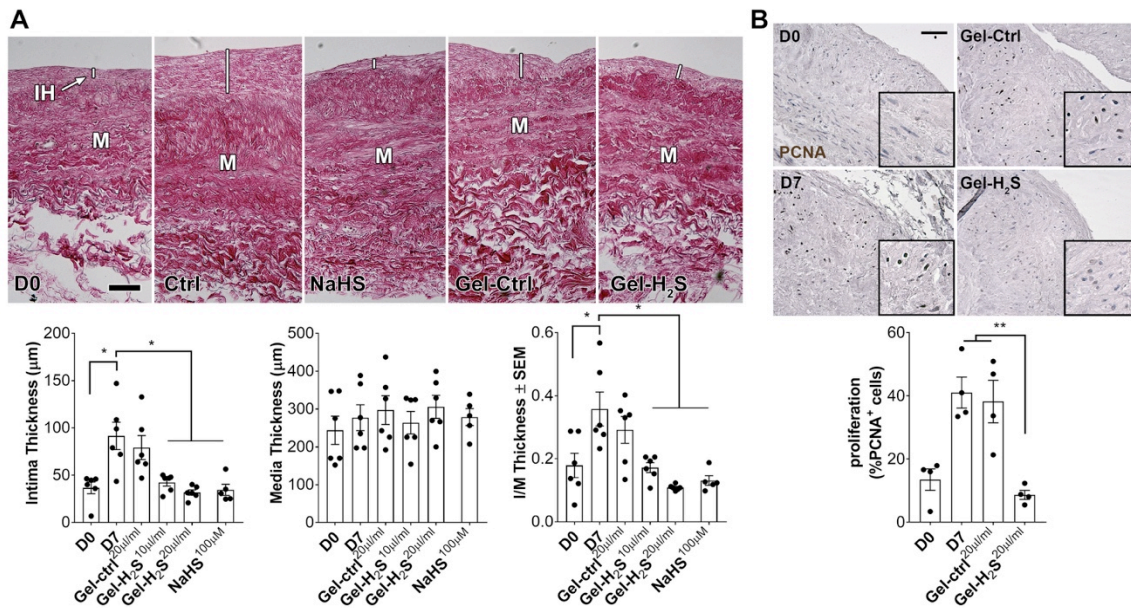 A
IH
M
M
M
M
M
D0
Ctrl
NaHS
Gel-Ctrl
Gel-H₂S
Intima Thickness (μm)
200
150
100
50
0
*
*
D0
D7
Gel-ctrl 20μl/ml
Gel-H₂S 10μl/ml
Gel-H₂S 20μl/ml
NaHS 100μM
Media Thickness (μm)
500
400
300
200
100
0
D0
D7
Gel-ctrl 20μl/ml
Gel-H₂S 10μl/ml
Gel-H₂S 20μl/ml
NaHS 100μM
I/M Thickness ± SEM
0.6
0.4
0.2
0.0
*
*
D0
D7
Gel-ctrl 20μl/ml
Gel-H₂S 10μl/ml
Gel-H₂S 20μl/ml
NaHS 100μM
B
D0
Gel-Ctrl
PCNA
D7
Gel-H₂S
proliferation
(%PCNA⁺ cells)
60
40
20
0
**
D0
D7
Gel-ctrl 20μl/ml
Gel-H₂S 20μl/ml